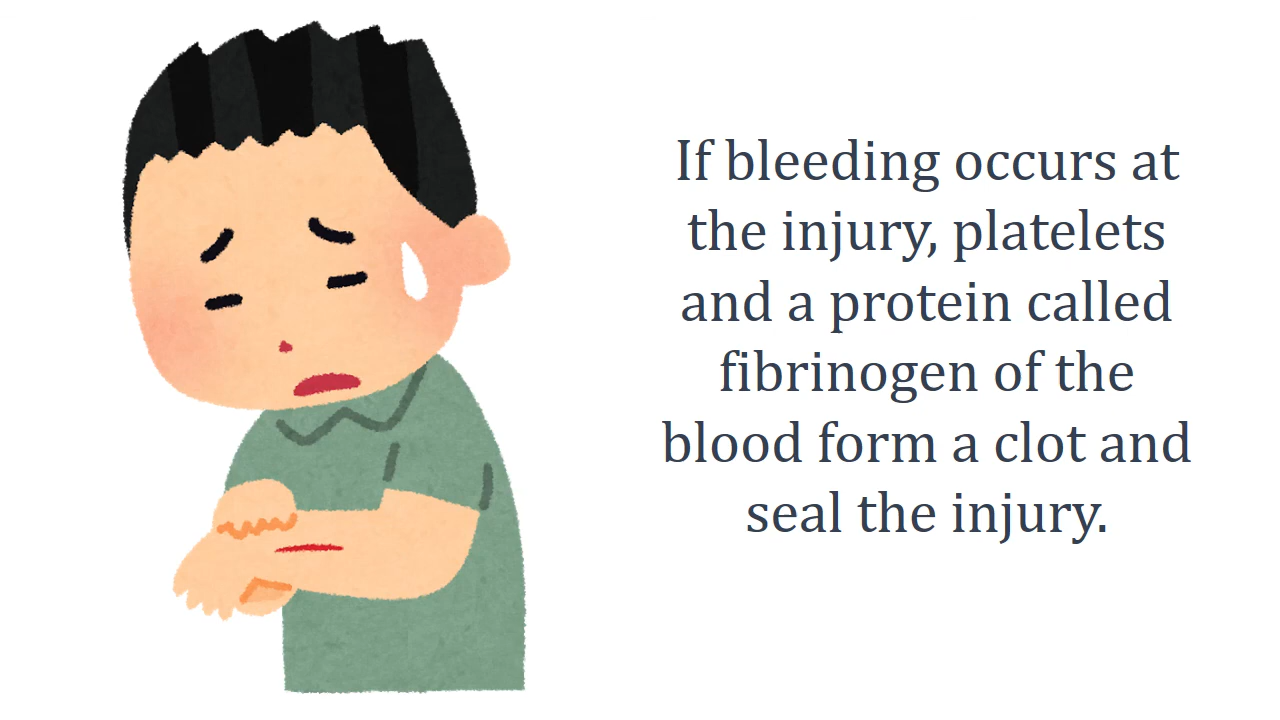 If bleeding occurs at
the injury, platelets
and a protein called
fibrinogen of the
blood form a clot and
seal the injury.